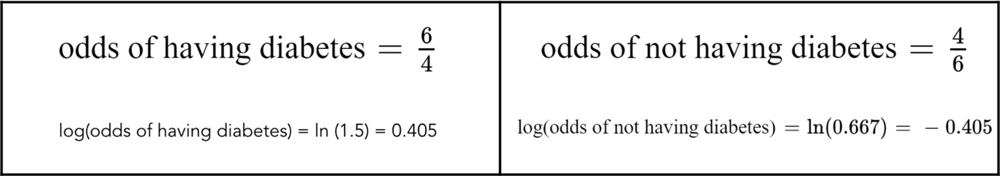 odds of having diabetes = 6/4
log(odds of having diabetes) = ln (1.5) = 0.405
odds of not having diabetes = 4/6
log(odds of not having diabetes) = ln(0.667) = − 0.405